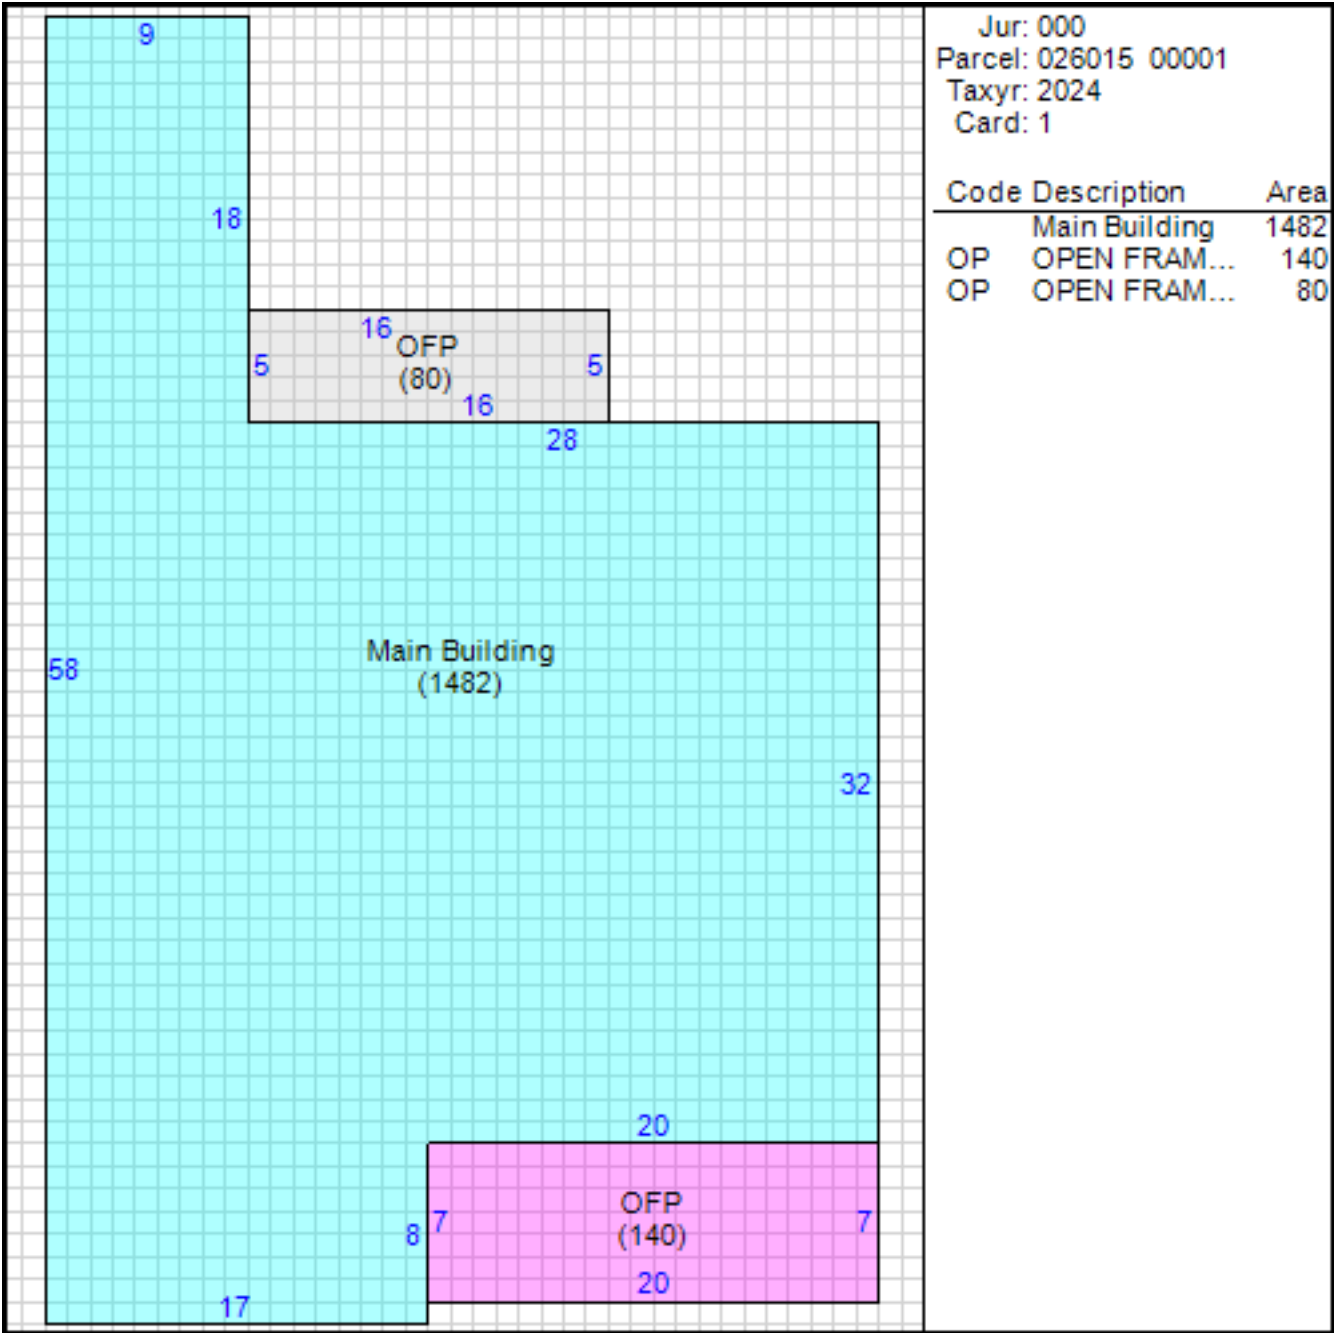 9
18
16
OFP
5
5
(80)
16
28
Main Building
(1482)
58
32
20
OFP
7
7
(140)
8
20
17
Jur: 000
Parcel: 026015 00001
Taxyr: 2024
Card: 1
Code Description Area
Main Building 1482
OP OPEN FRAM... 140
OP OPEN FRAM... 80